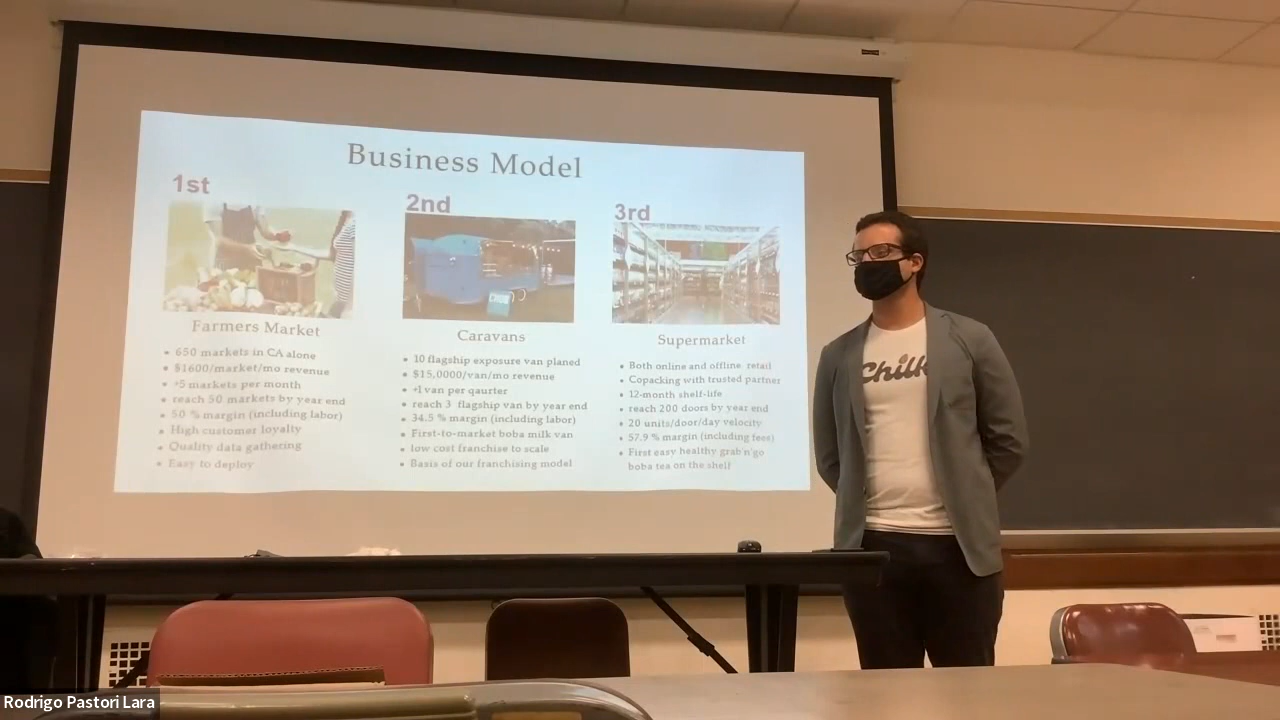 Business Model
1st
Farmers Market
• 650 markets in CA alone
• $1600/market/mo revenue
• +5 markets per month
• reach 50 markets by year end
• 50 % margin (including labor)
• High customer loyalty
• Quality data gathering
• Easy to deploy
2nd
Caravans
• 10 flagship exposure van planed
• $15,0000/van/mo revenue
• +1 van per qaurter
• reach 3 flagship van by year end
• 34.5 % margin (including labor)
• First-to-market boba milk van
• low cost franchise to scale
• Basis of our franchising model
3rd
Supermarket
• Both online and offline retail
• Copacking with trusted partner
• 12-month shelf-life
• reach 200 doors by year end
• 20 units/door/day velocity
• 57.9 % margin (including fees)
• First easy healthy grab'n'go
boba tea on the shelf
Chilk
Rodrigo Pastori Lara